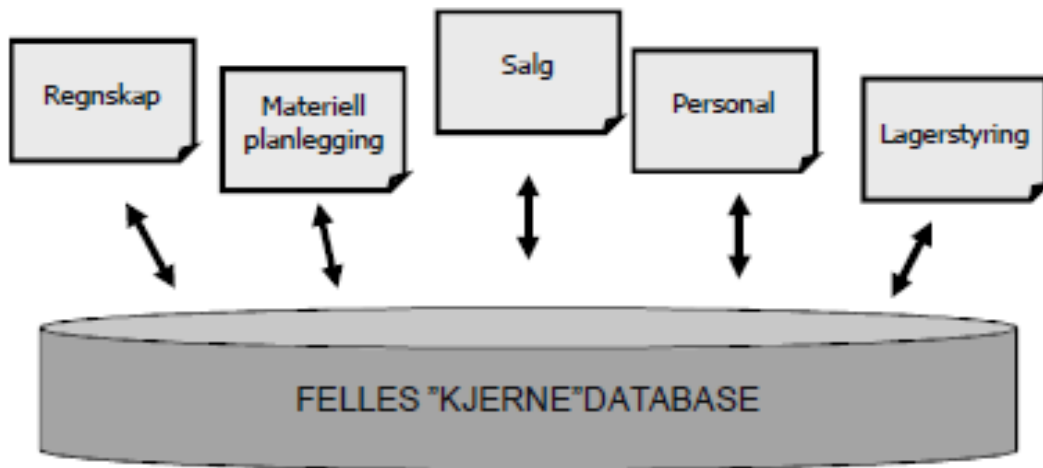 Regnskap
Materiell
planlegging
Salg
Personal
Lagerstyring
FELLES "KJERNE"DATABASE